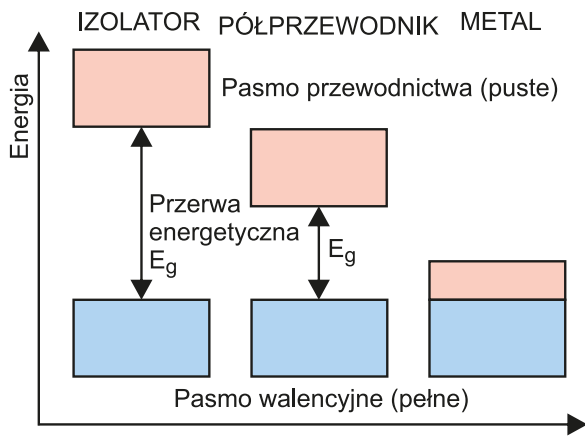 IZOLATOR PÓŁPRZEWODNIK METAL
Energia
Pasmo przewodnictwa (puste)
Przerwa
energetyczna
Eg
Eg
Pasmo walencyjne (pełne)